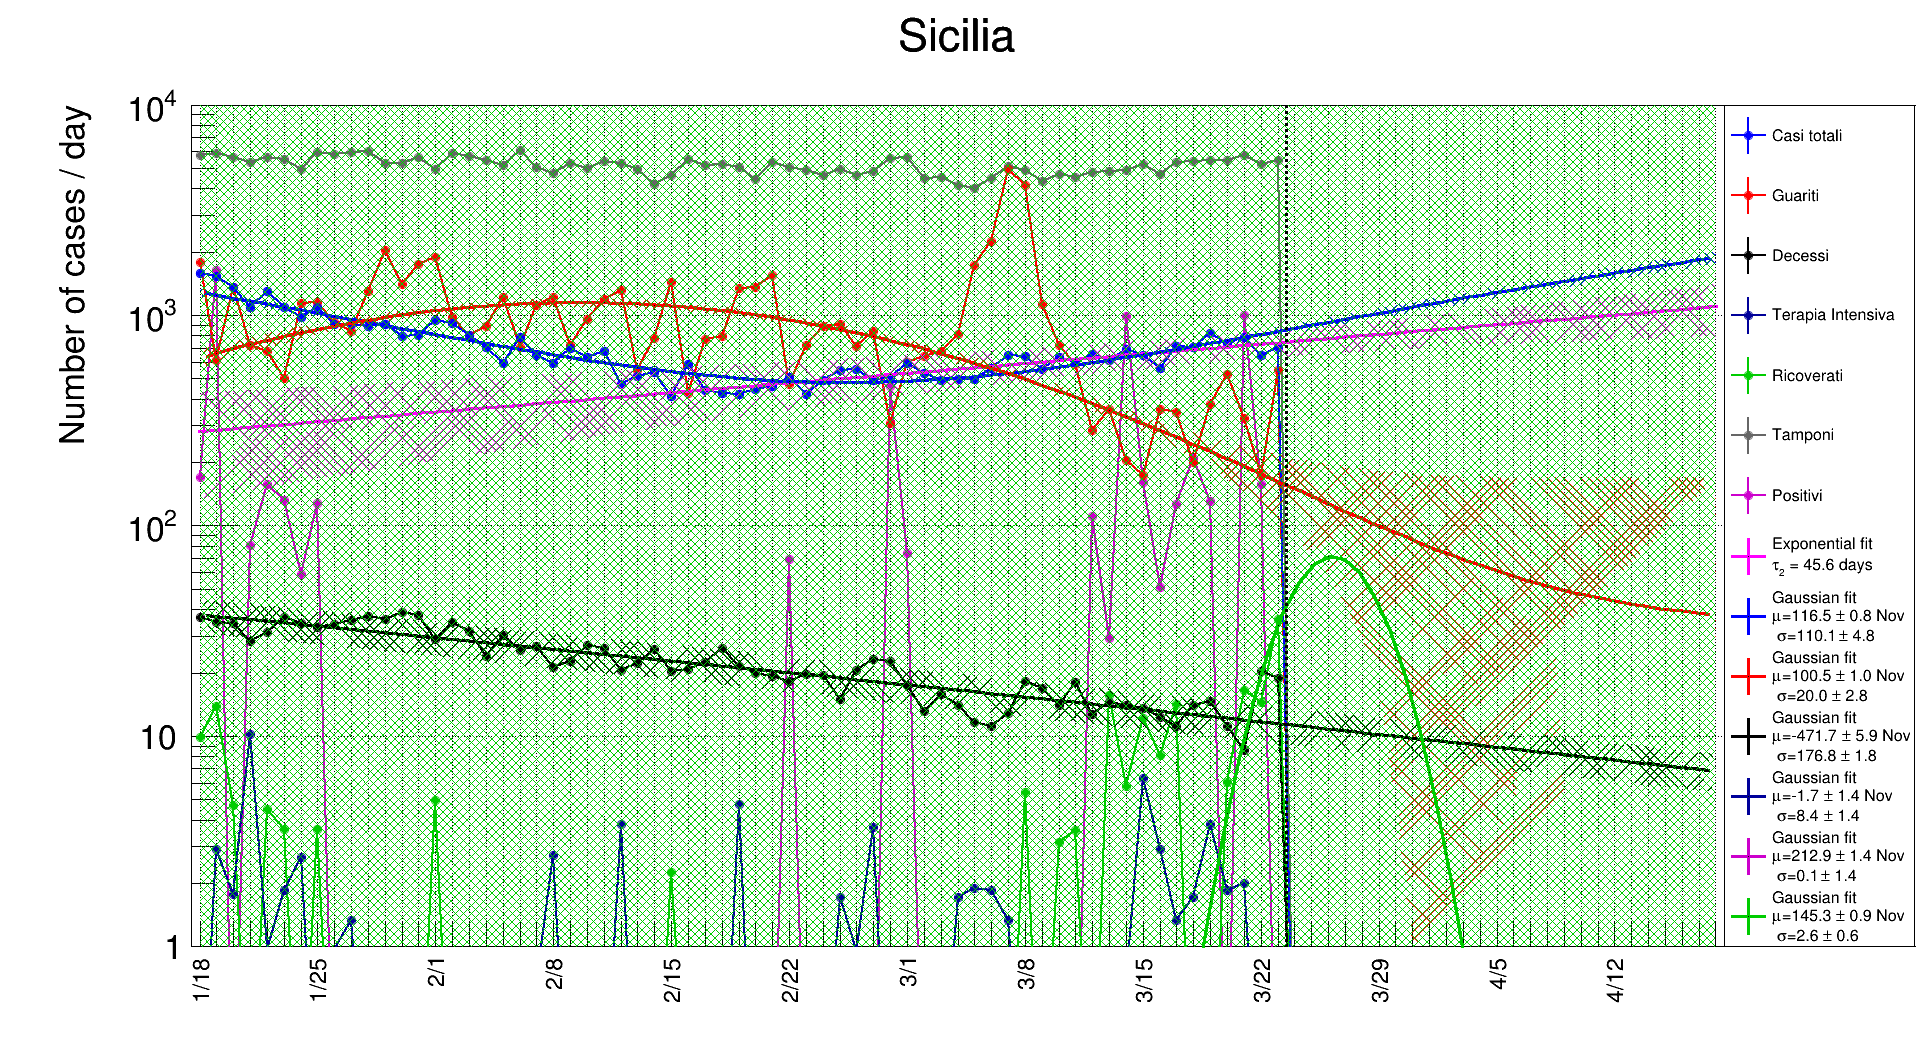 Sicilia
Number of cases / day
10^4
10^3
10^2
10
1
1/18
1/25
2/1
2/8
2/15
2/22
3/1
3/8
3/15
3/22
3/29
4/5
4/12
Casi totali
Guariti
Decessi
Terapia Intensiva
Ricoverati
Tamponi
Positivi
Exponential fit
τ₂ = 45.6 days
Gaussian fit
μ=116.5 ± 0.8 Nov
σ=110.1 ± 4.8
Gaussian fit
μ=100.5 ± 1.0 Nov
σ=20.0 ± 2.8
Gaussian fit
μ=-471.7 ± 5.9 Nov
σ=176.8 ± 1.8
Gaussian fit
μ=-1.7 ± 1.4 Nov
σ=8.4 ± 1.4
Gaussian fit
μ=212.9 ± 1.4 Nov
σ=0.1 ± 1.4
Gaussian fit
μ=145.3 ± 0.9 Nov
σ=2.6 ± 0.6